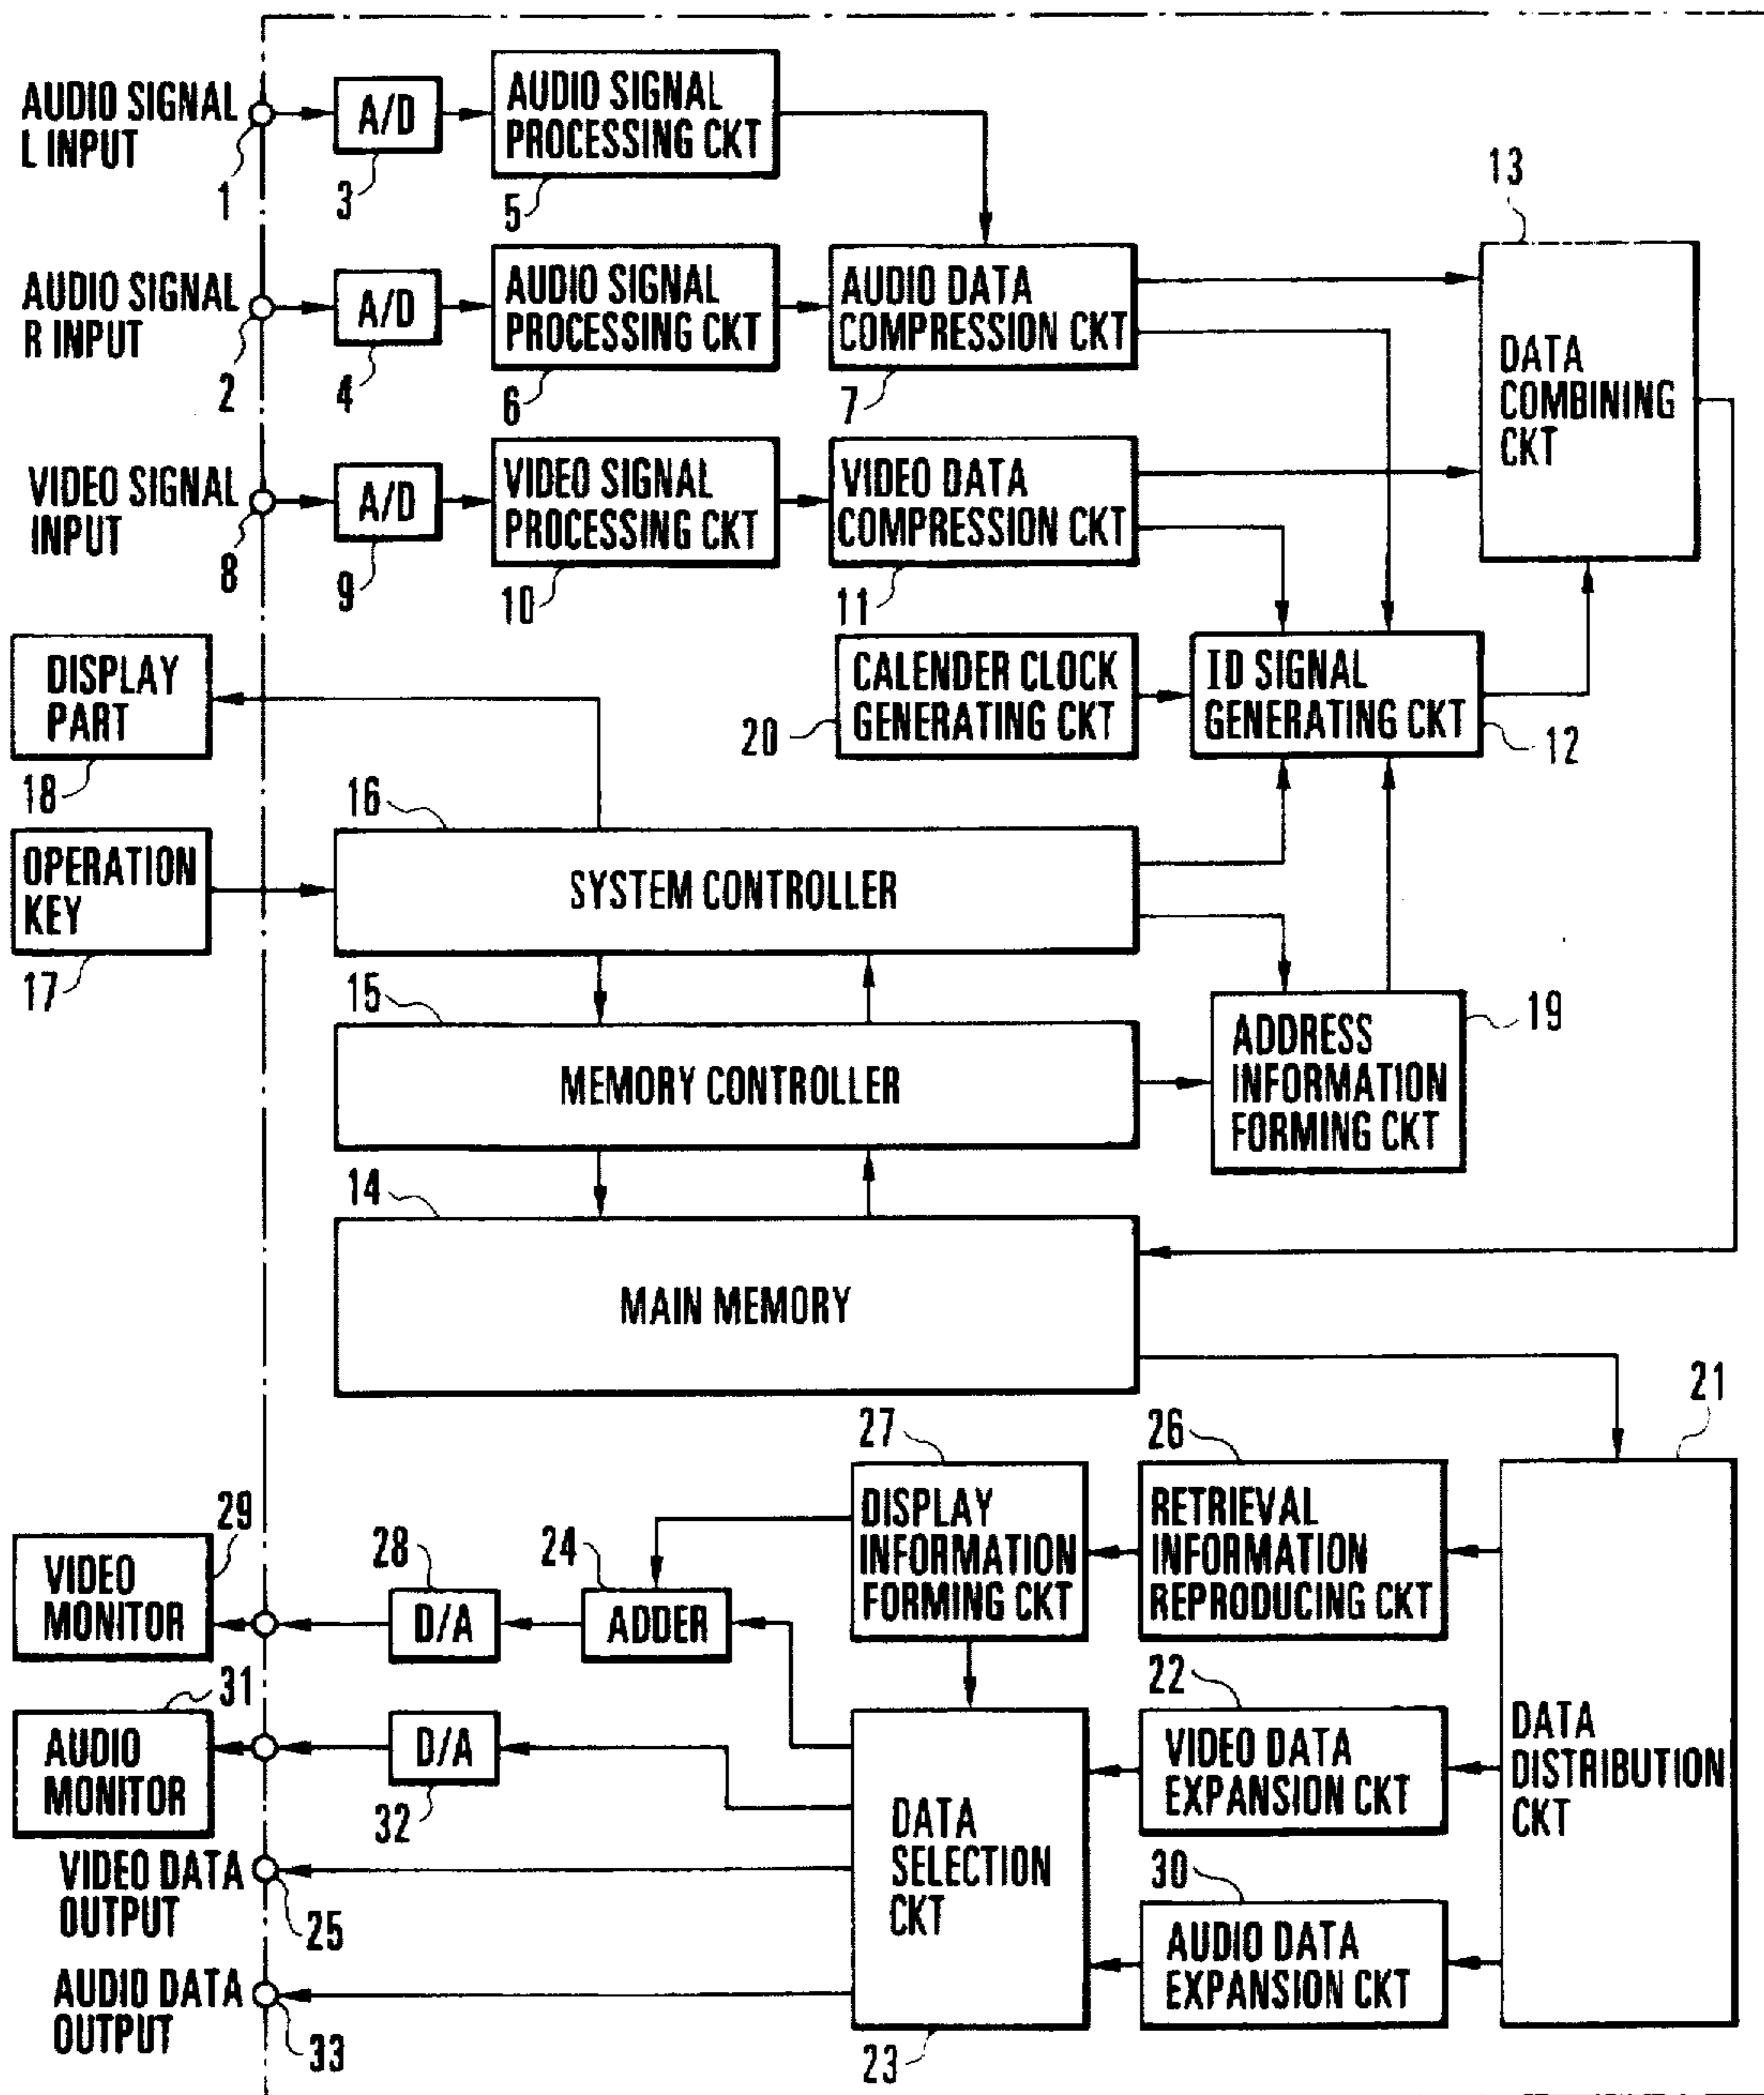 AUDIO SIGNAL
L INPUT
1
A/D
3
AUDIO SIGNAL
PROCESSING CKT
5
13
AUDIO SIGNAL
R INPUT
2
A/D
4
AUDIO SIGNAL
PROCESSING CKT
6
AUDIO DATA
COMPRESSION CKT
7
DATA
COMBINING
CKT
VIDEO SIGNAL
INPUT
8
A/D
9
VIDEO SIGNAL
PROCESSING CKT
10
VIDEO DATA
COMPRESSION CKT
11
DISPLAY
PART
18
CALENDER CLOCK
GENERATING CKT
20
ID SIGNAL
GENERATING CKT
12
16
OPERATION
KEY
17
SYSTEM CONTROLLER
15
MEMORY CONTROLLER
ADDRESS
INFORMATION
FORMING CKT
19
14
MAIN MEMORY
21
27
DISPLAY
INFORMATION
FORMING CKT
26
RETRIEVAL
INFORMATION
REPRODUCING CKT
29
VIDEO
MONITOR
28
D/A
24
ADDER
22
VIDEO DATA
EXPANSION CKT
DATA
DISTRIBUTION
CKT
31
AUDIO
MONITOR
D/A
32
DATA
SELECTION
CKT
23
30
AUDIO DATA
EXPANSION CKT
VIDEO DATA
OUTPUT
25
AUDIO DATA
OUTPUT
33